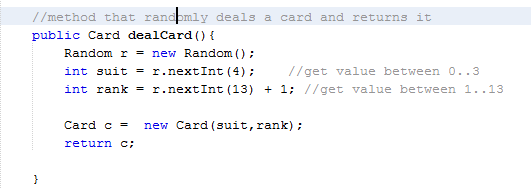 //method that randomly deals a card and returns it
public Card dealCard(){
Random r = new Random();
int suit = r.nextInt(4);    //get value between 0..3
int rank = r.nextInt(13) + 1; //get value between 1..13
Card c =  new Card(suit,rank);
return c;
}